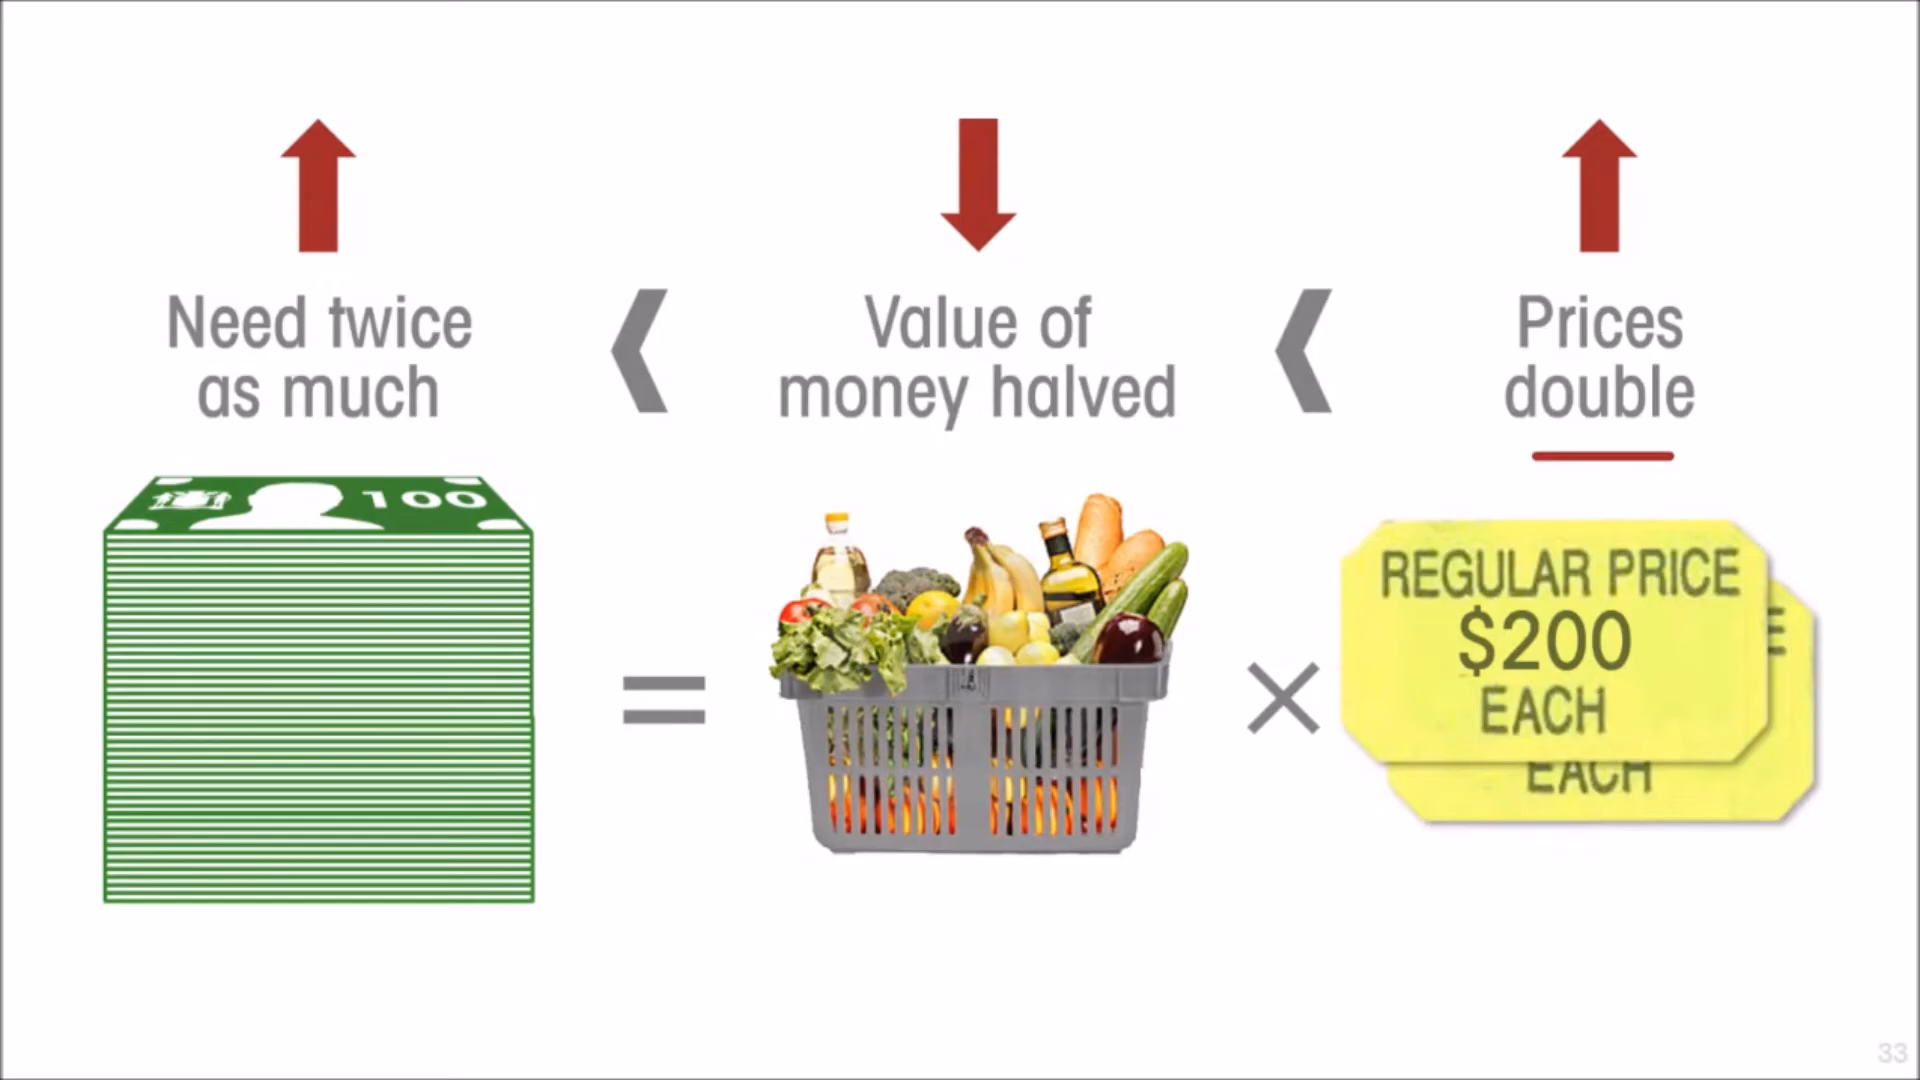 Need twice
as much
Value of
money halved
Prices
double
100
REGULAR PRICE
$200
EACH
E
EACH
33